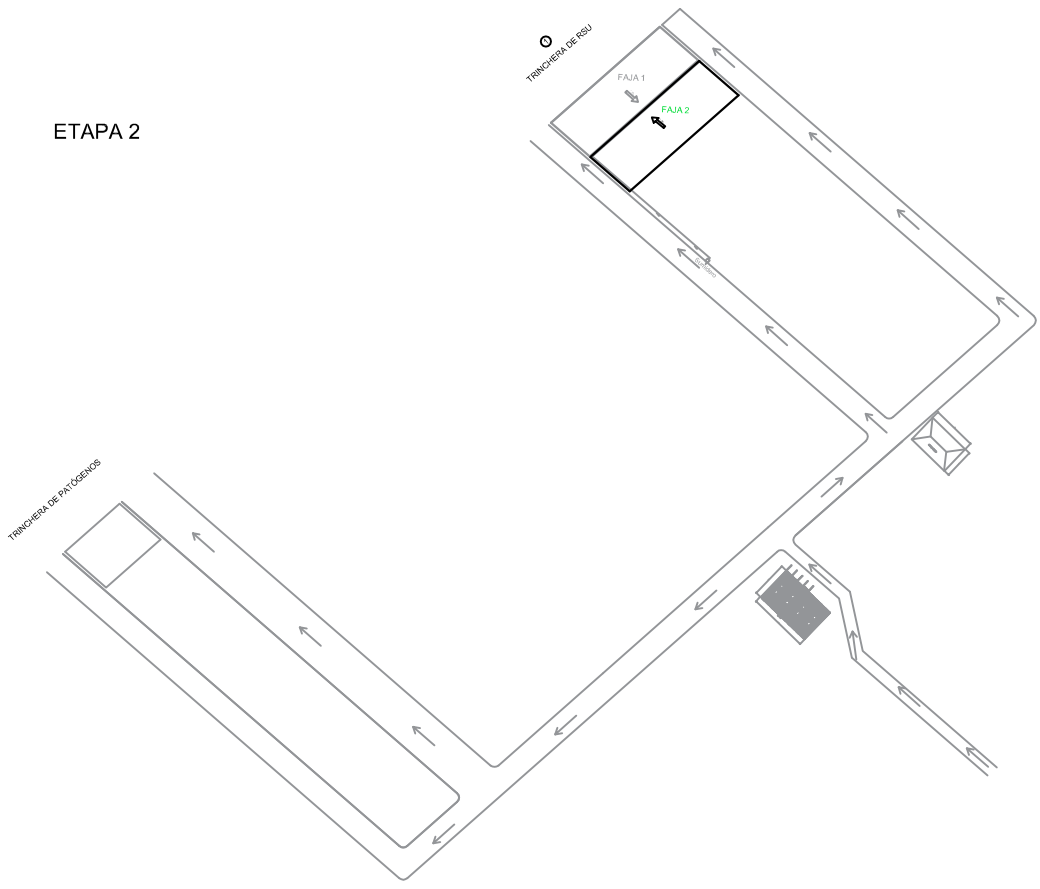 TRINCHERA DE RSU
FAJA 1
FAJA 2
ETAPA 2
TRINCHERA DE PATÓGENOS